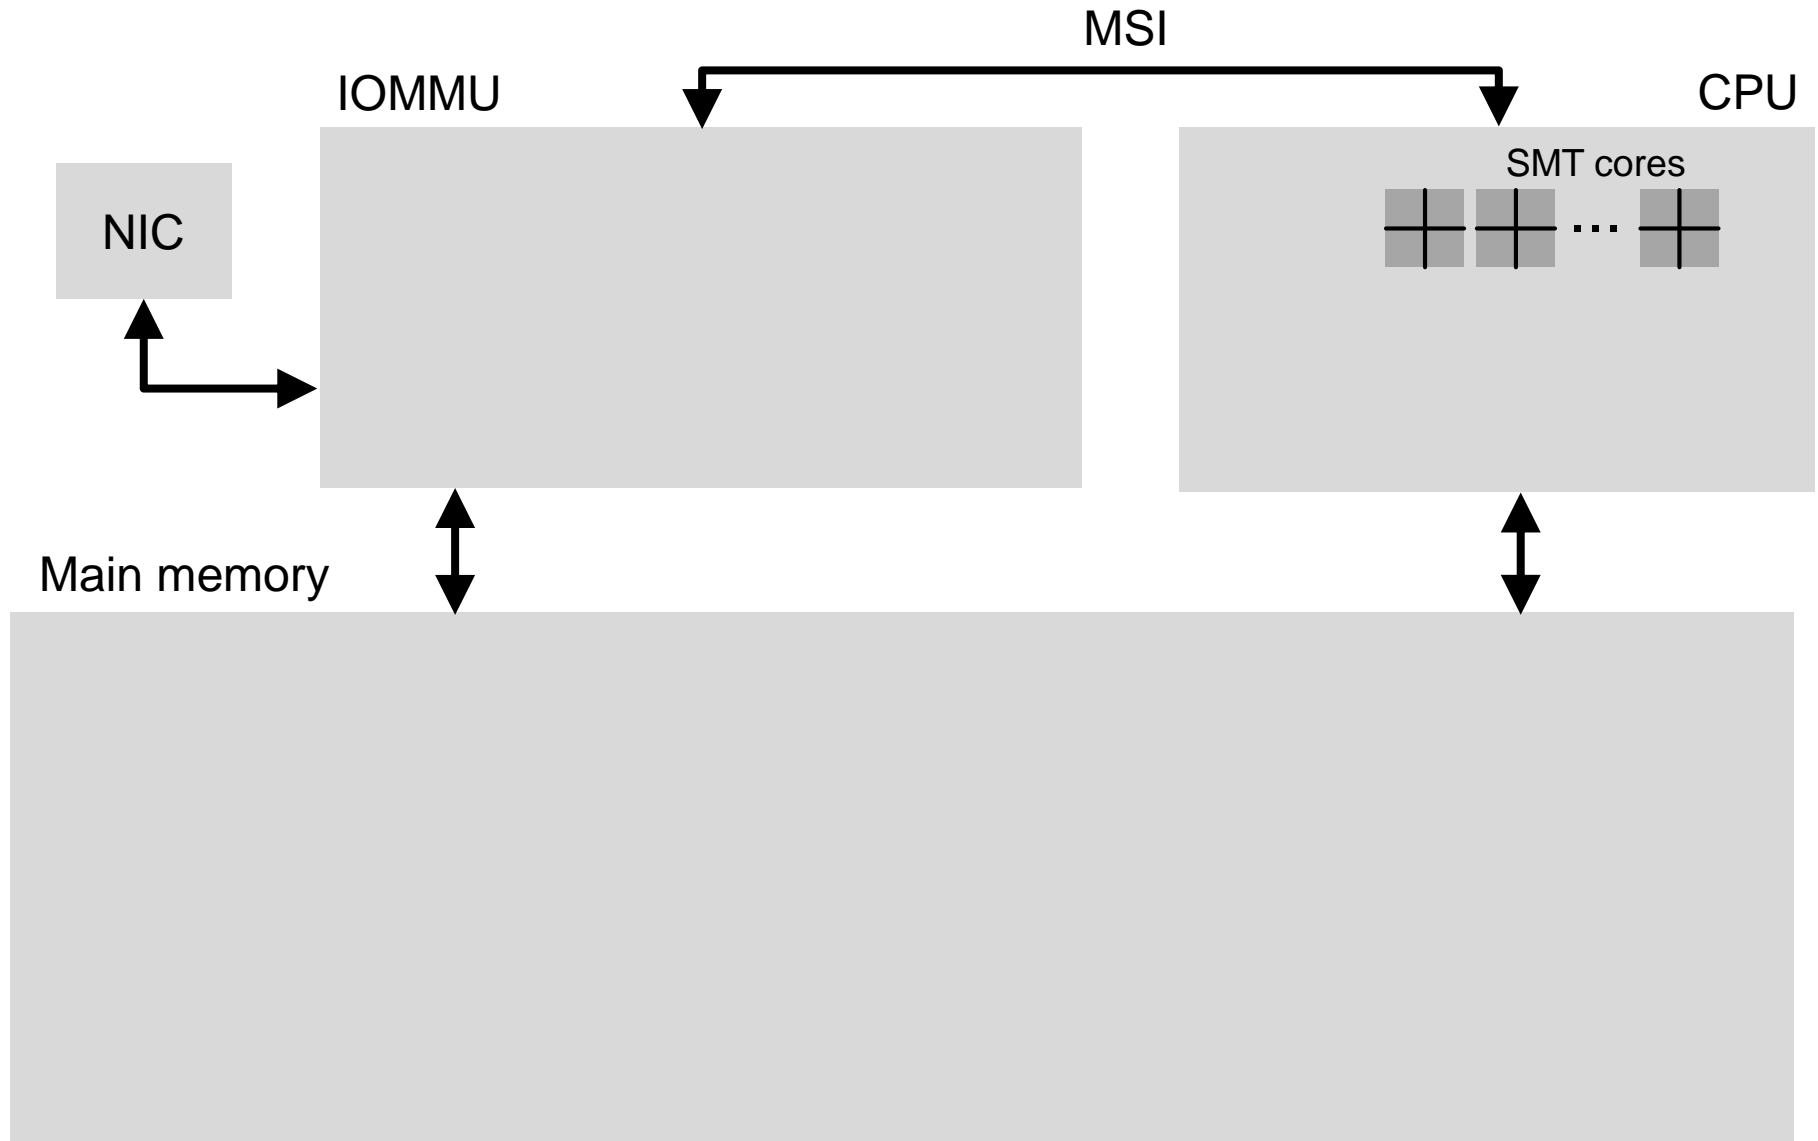 MSI
IOMMU
CPU
SMT cores
NIC
...
Main memory